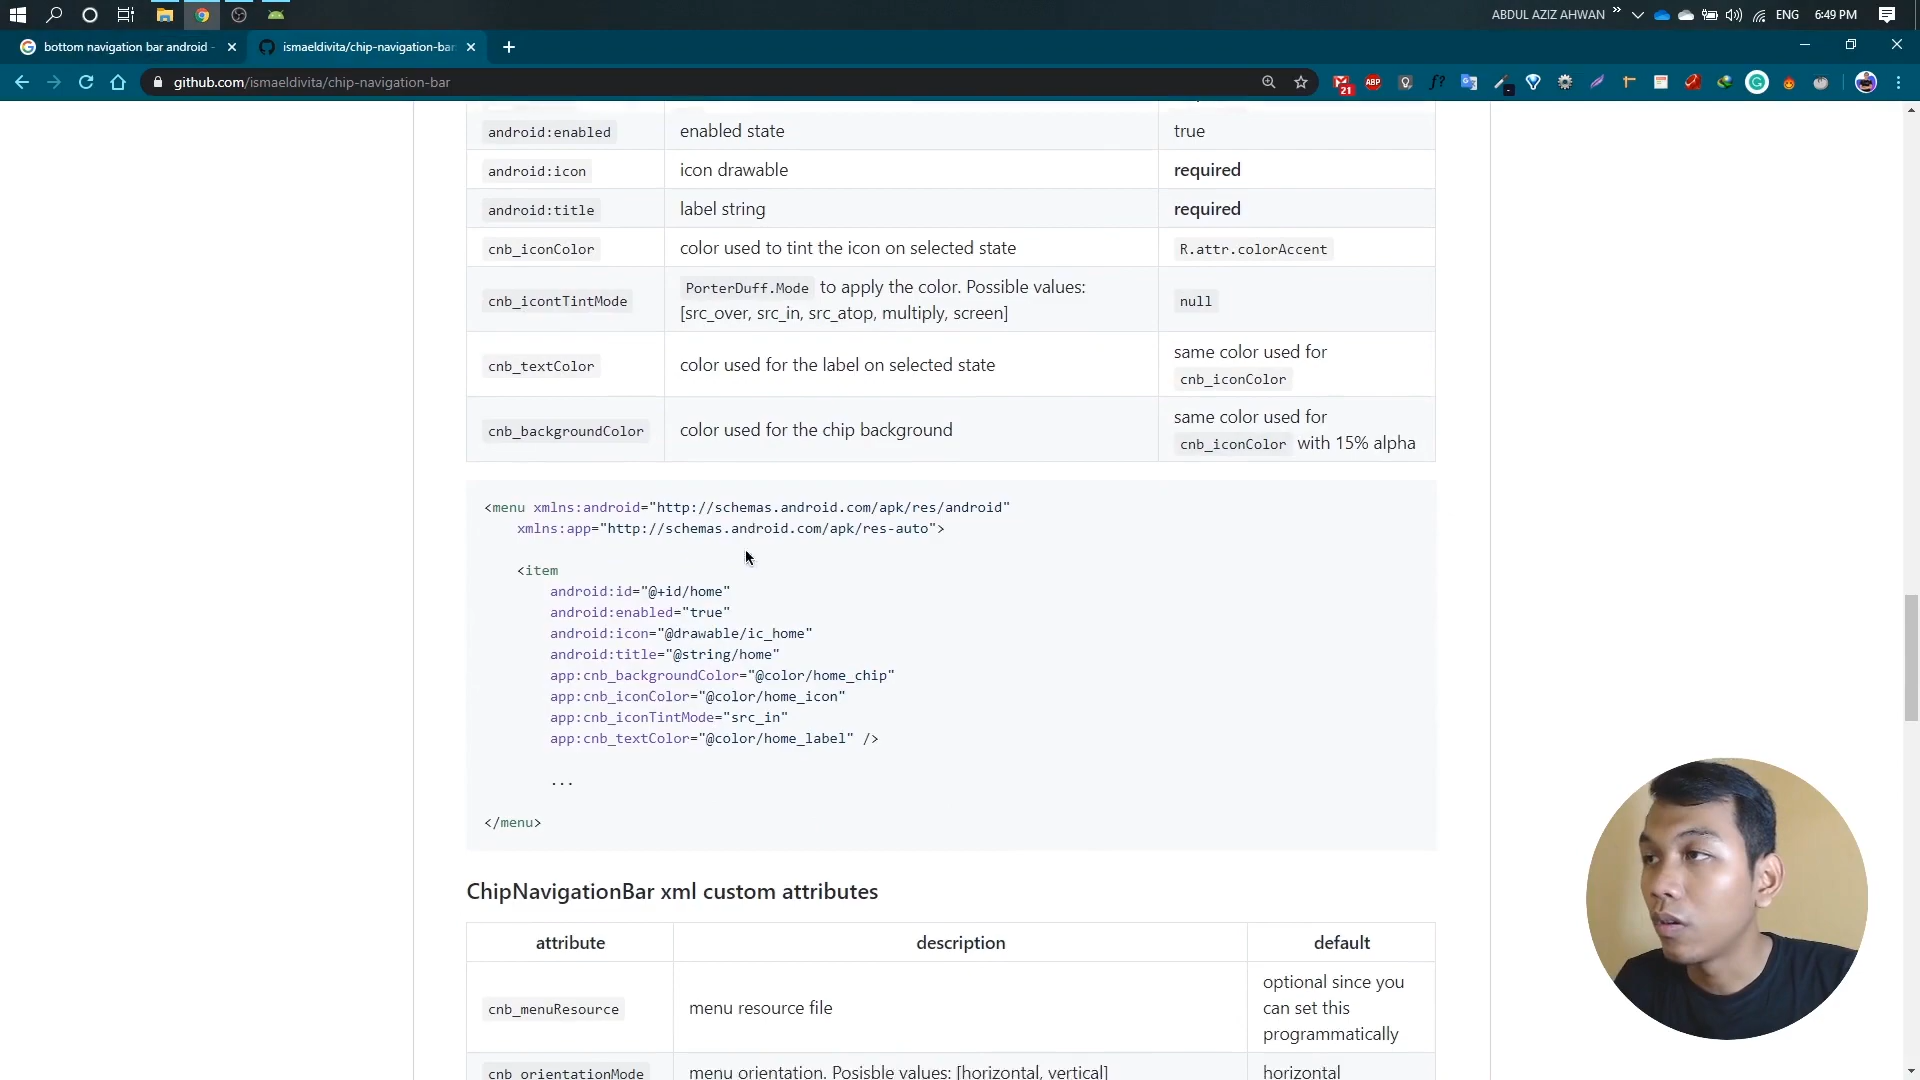 ABDUL AZIZ AHWAN
ENG
6:49 PM
bottom navigation bar android -
ismaeldivita/chip-navigation-bar
github.com/ismaeldivita/chip-navigation-bar
21
ABP
f?
android:enabled
enabled state
true
android:icon
icon drawable
required
android:title
label string
required
cnb_iconColor
color used to tint the icon on selected state
R.attr.colorAccent
cnb_icontTintMode
PorterDuff.Mode to apply the color. Possible values:
[src_over, src_in, src_atop, multiply, screen]
null
cnb_textColor
color used for the label on selected state
same color used for
cnb_iconColor
cnb_backgroundColor
color used for the chip background
same color used for
cnb_iconColor with 15% alpha
<menu xmlns:android="http://schemas.android.com/apk/res/android"
xmlns:app="http://schemas.android.com/apk/res-auto">
<item
android:id="@+id/home"
android:enabled="true"
android:icon="@drawable/ic_home"
android:title="@string/home"
app:cnb_backgroundColor="@color/home_chip"
app:cnb_iconColor="@color/home_icon"
app:cnb_iconTintMode="src_in"
app:cnb_textColor="@color/home_label" />
...
</menu>
ChipNavigationBar xml custom attributes
attribute
description
default
cnb_menuResource
menu resource file
optional since you
can set this
programmatically
cnb_orientationMode
menu orientation. Posisble values: [horizontal, vertical]
horizontal